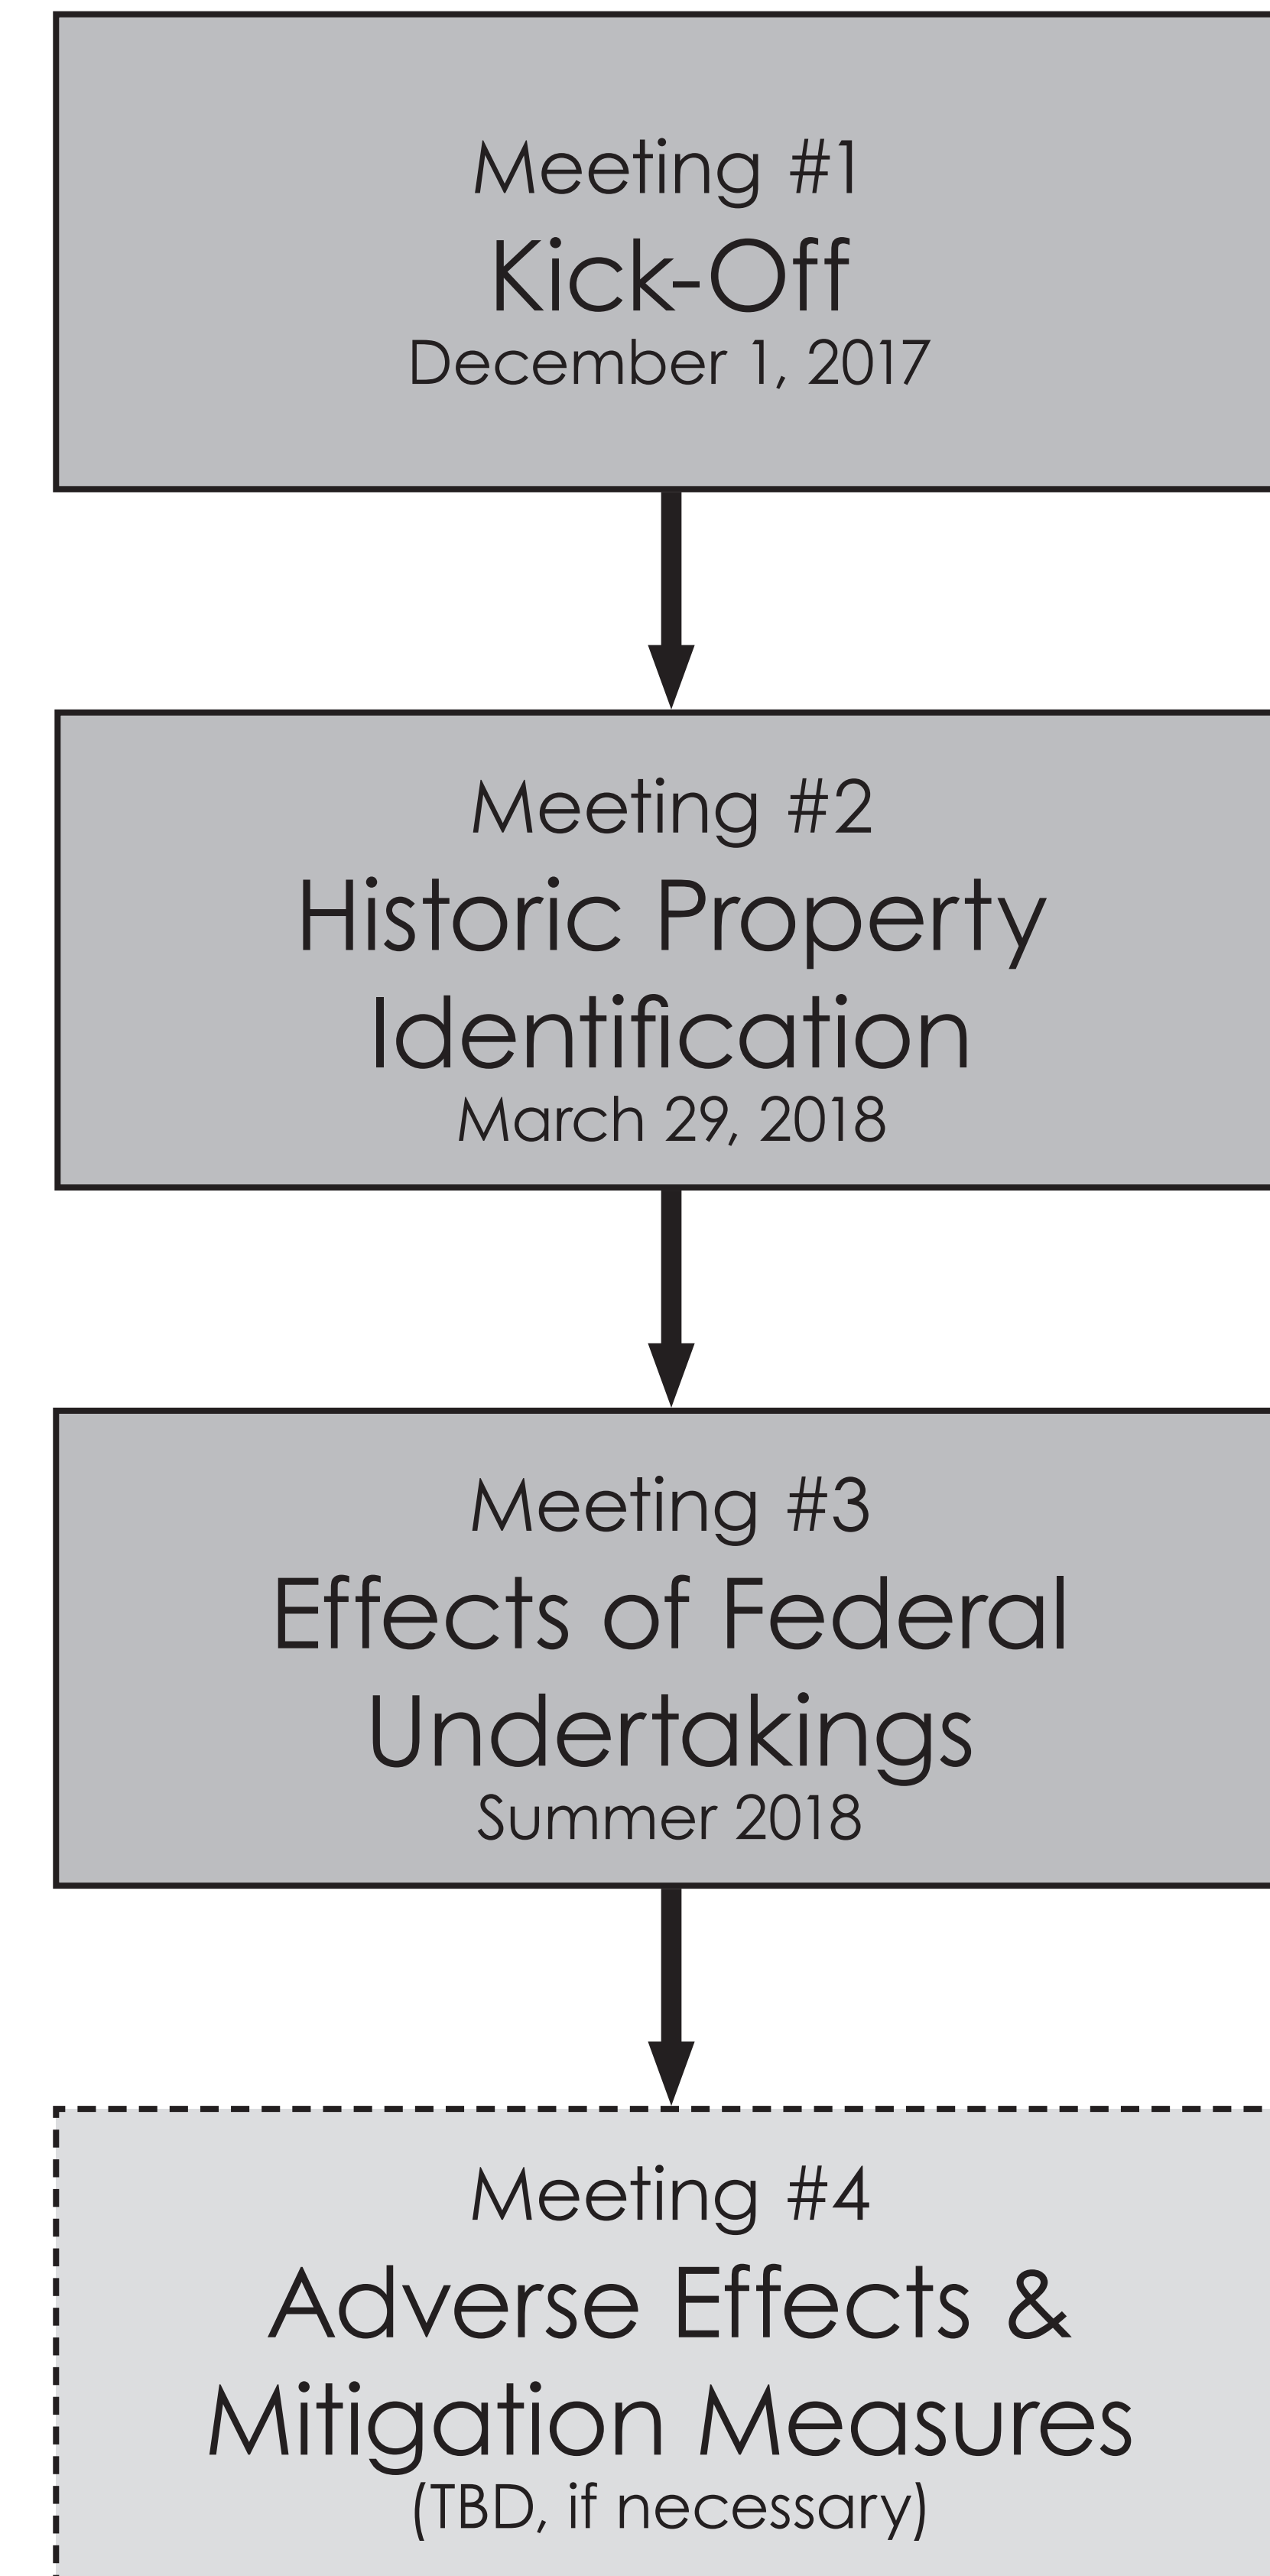 Meeting #1
Kick-Off
December 1, 2017
Meeting #2
Historic Property
Identification
March 29, 2018
Meeting #3
Effects of Federal
Undertakings
Summer 2018
Meeting #4
Adverse Effects &
Mitigation Measures
(TBD, if necessary)